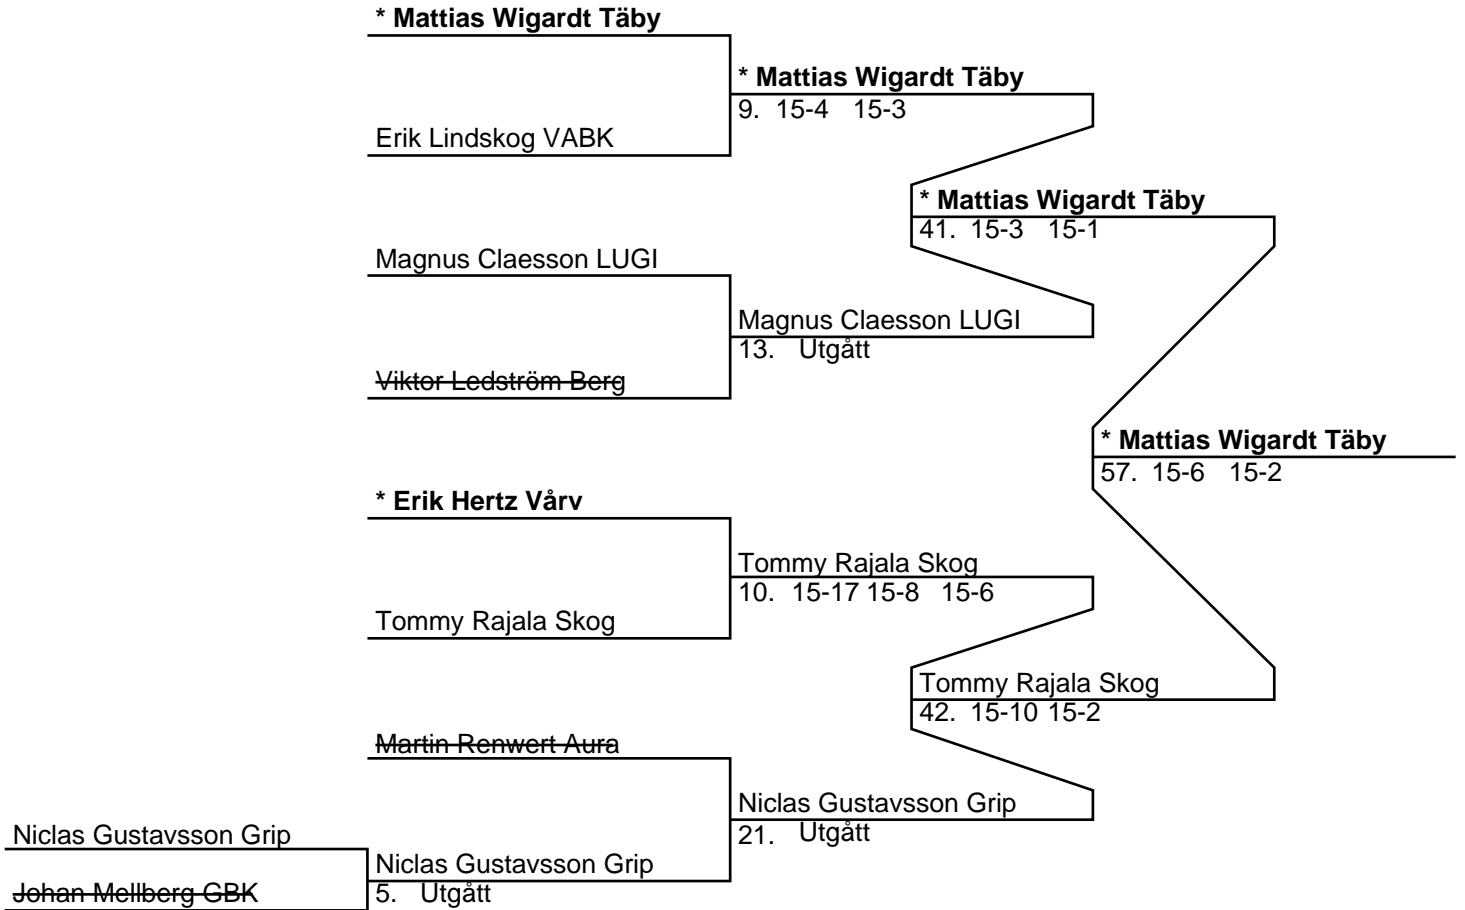 * Mattias Wigardt Täby
* Mattias Wigardt Täby
9. 15-4 15-3
Erik Lindskog VABK
* Mattias Wigardt Täby
41. 15-3 15-1
Magnus Claesson LUGI
Magnus Claesson LUGI
13. Utgått
Viktor Ledström Berg
* Mattias Wigardt Täby
57. 15-6 15-2
* Erik Hertz Vårv
Tommy Rajala Skog
10. 15-17 15-8 15-6
Tommy Rajala Skog
Tommy Rajala Skog
42. 15-10 15-2
Martin Renwert Aura
Niclas Gustavsson Grip
21. Utgått
Niclas Gustavsson Grip
Niclas Gustavsson Grip
5. Utgått
Johan Mellberg GBK